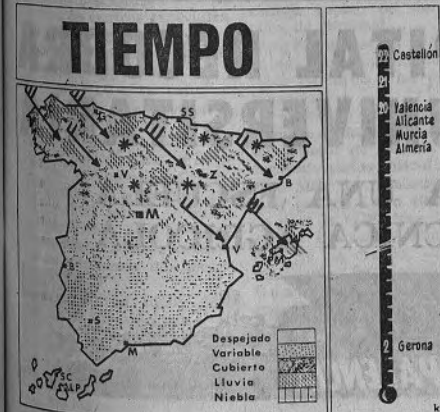 TIEMPO
SS
V
Z
B
M
V
PM
B
S
M
SC
LP
Despejado
Variable
Cubierto
Lluvia
Niebla
22 Castellón
21
20 Valencia
Alicante
Murcia
Almería
2 Gerona